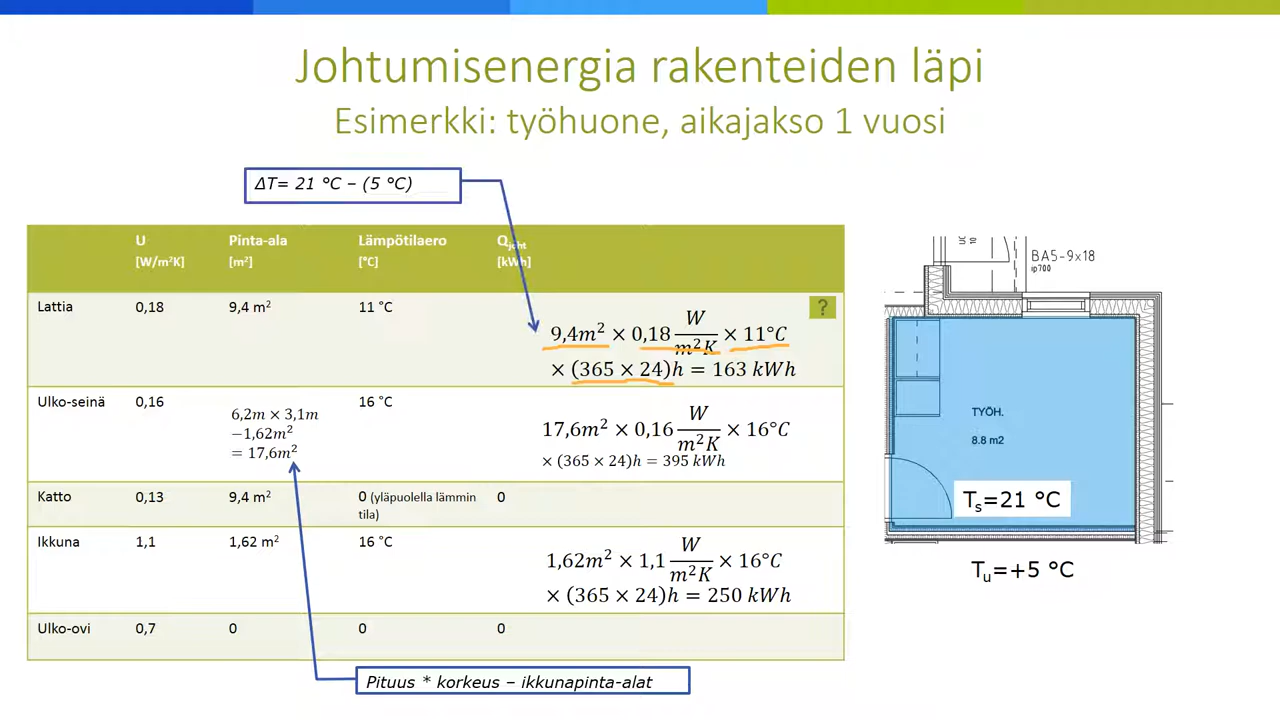 Johtumisenergia rakenteiden läpi
Esimerkki: työhuone, aikajakso 1 vuosi
ΔT= 21 °C – (5 °C)
U Pinta-ala Lämpötilaero Qjoht
[W/m²K] [m²] [°C] [kWh]
Lattia 0,18 9,4 m² 11 °C ?
9,4m² × 0,18 W/m²K × 11°C
× (365 × 24)h = 163 kWh
Ulko-seinä 0,16 16 °C
6,2m × 3,1m
−1,62m²
= 17,6m²
17,6m² × 0,16 W/m²K × 16°C
× (365 × 24)h = 395 kWh
Katto 0,13 9,4 m² 0 (yläpuolella lämmin 0
tila)
Ikkuna 1,1 1,62 m² 16 °C
1,62m² × 1,1 W/m²K × 16°C
× (365 × 24)h = 250 kWh
Ulko-ovi 0,7 0 0 0
Pituus * korkeus – ikkunapinta-alat
BA5-9x18
ip700
TYÖH.
8.8 m2
Ts=21 °C
Tu=+5 °C